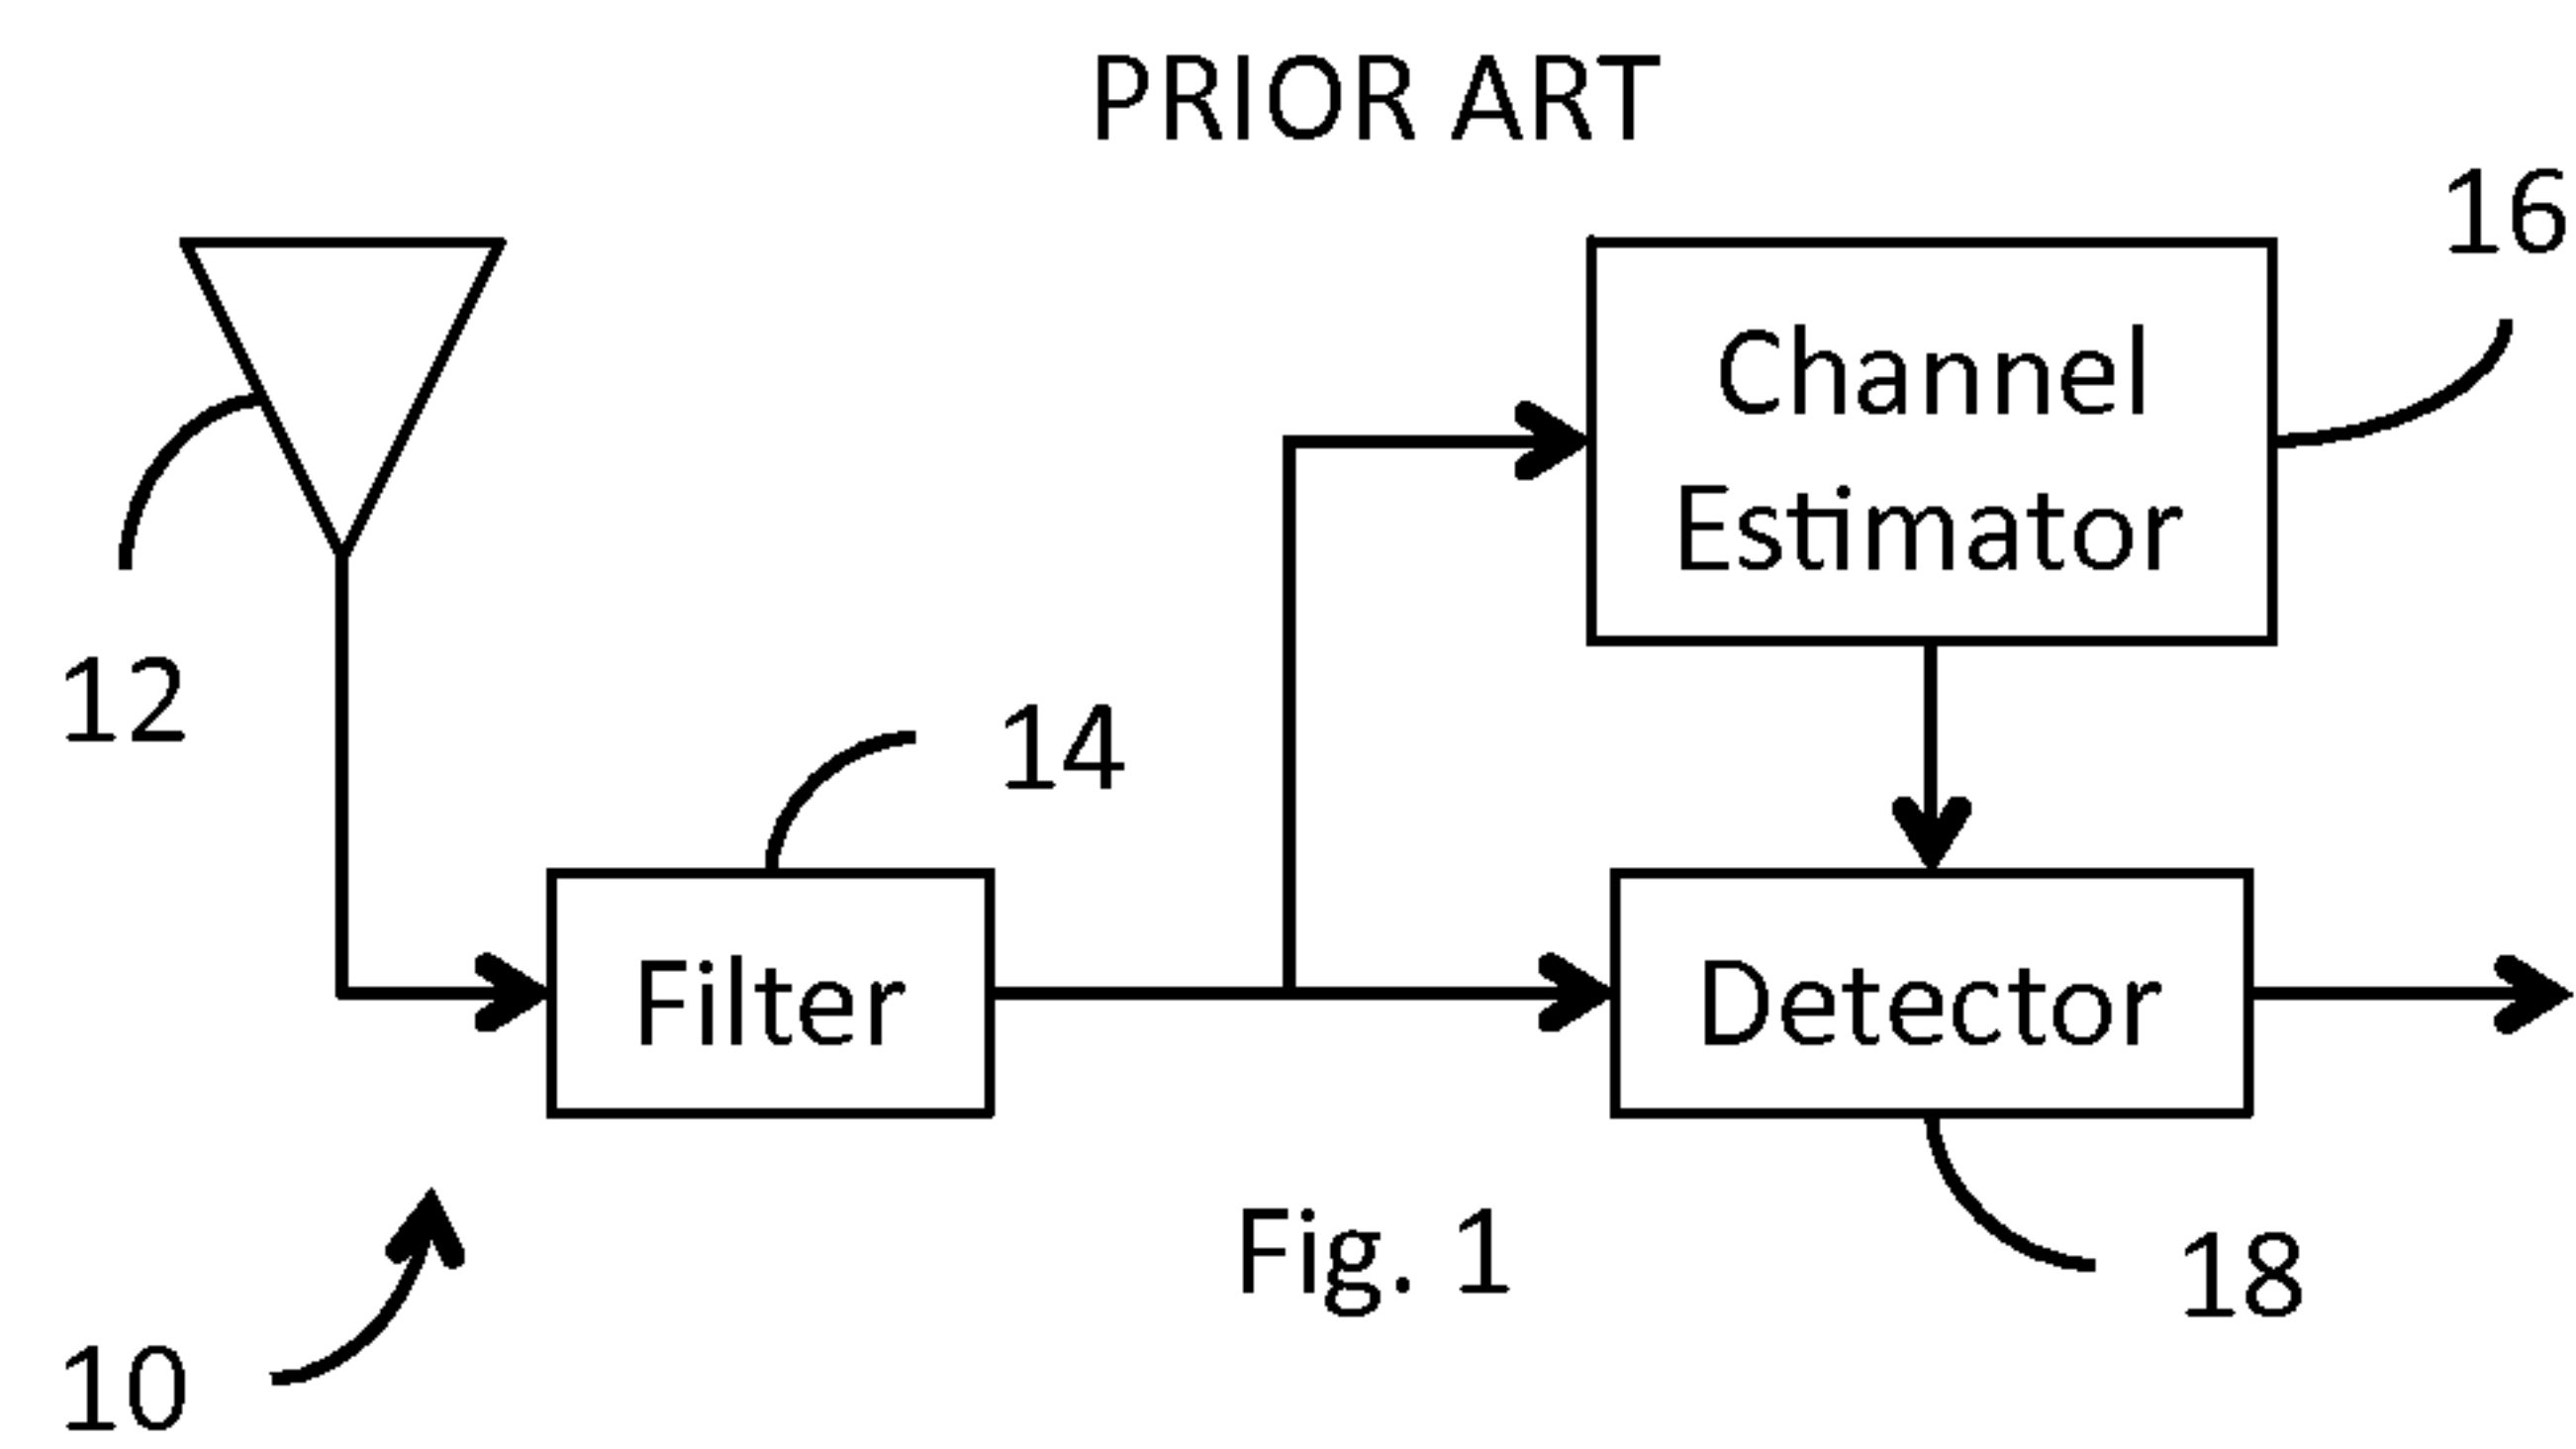 PRIOR ART
16
Channel
Estimator
12
14
Filter
Detector
Fig. 1
18
10